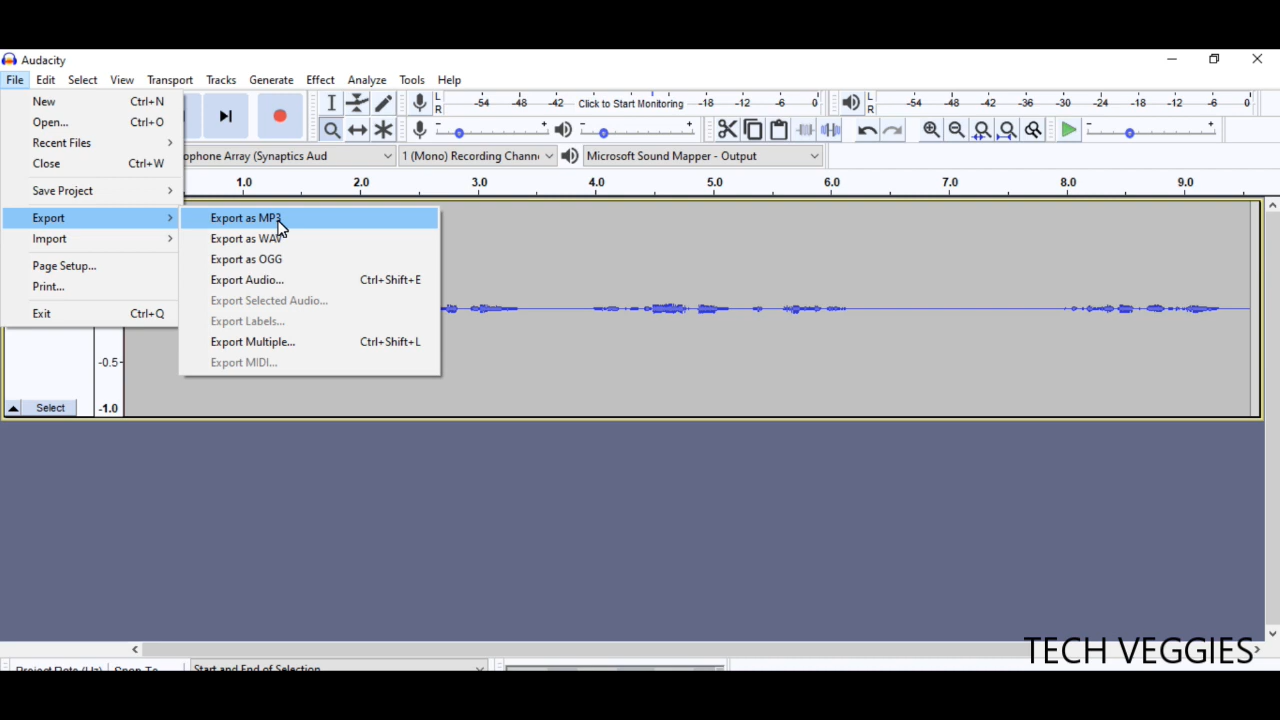 Audacity
File Edit Select View Transport Tracks Generate Effect Analyze Tools Help
New Ctrl+N
Open... Ctrl+O
Recent Files
Close Ctrl+W
Save Project
Export
Import
Page Setup...
Print...
Exit Ctrl+Q
Export as MP3
Export as WAV
Export as OGG
Export Audio... Ctrl+Shift+E
Export Selected Audio...
Export Labels...
Export Multiple... Ctrl+Shift+L
Export MIDI...
L R -54 -48 -42 Click to Start Monitoring -18 -12 -6 0
L R -54 -48 -42 -36 -30 -24 -18 -12 -6 0
- + - + - +
ophone Array (Synaptics Aud 1 (Mono) Recording Chann Microsoft Sound Mapper - Output
1.0 2.0 3.0 4.0 5.0 6.0 7.0 8.0 9.0
-0.5
-1.0
Select
TECH VEGGIES
Project Rate (Hz) Snap-To Start and End of Selection